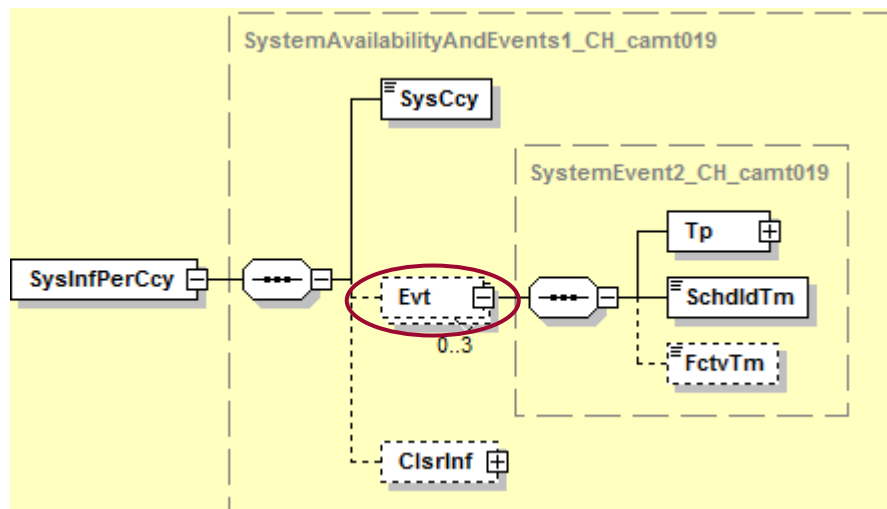 SystemAvailabilityAndEvents1_CH_camt019
SysCcy
SystemEvent2_CH_camt019
Tp
SysInfPerCcy
Evt
SchdldTm
0..3
FctvTm
ClsrInf